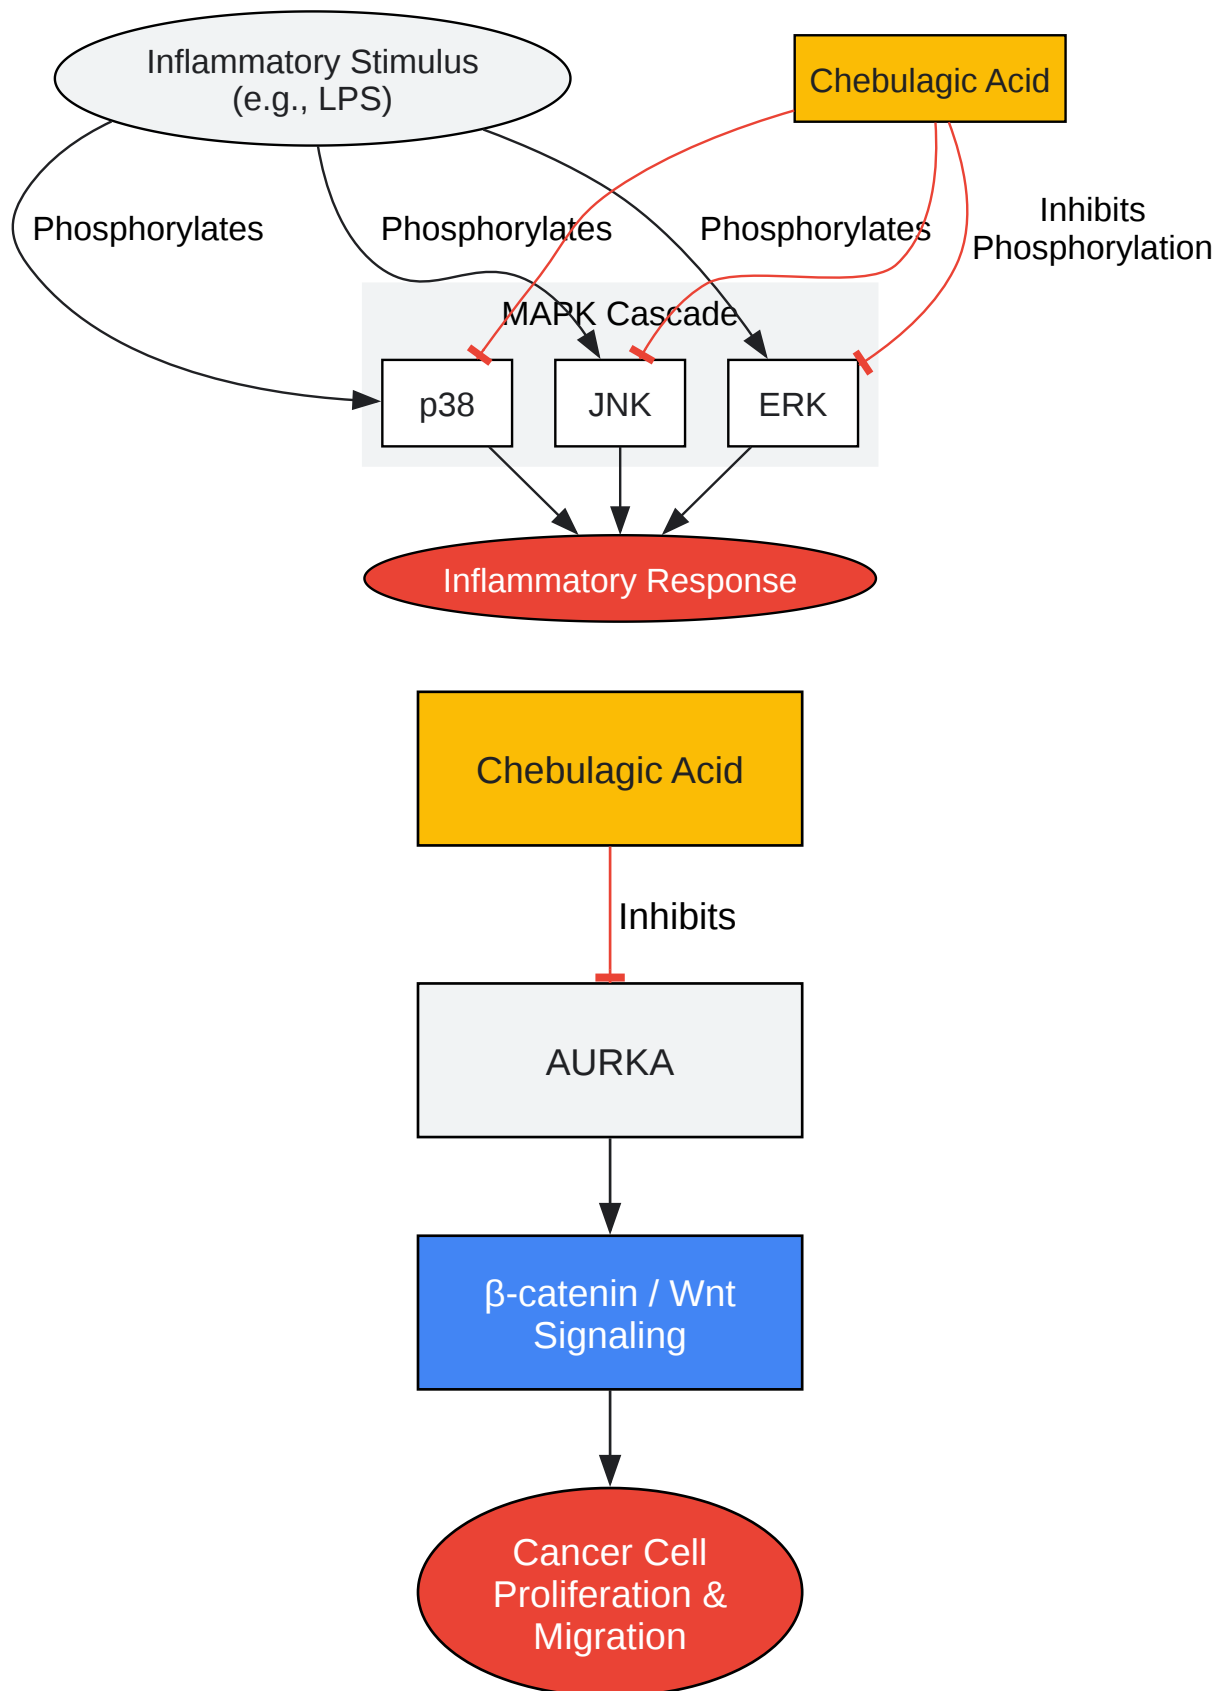 Inflammatory Stimulus
(e.g., LPS)
Chebulagic Acid
Phosphorylates
Phosphorylates
Phosphorylates
Inhibits
Phosphorylation
MAPK Cascade
p38
JNK
ERK
Inflammatory Response
Chebulagic Acid
Inhibits
AURKA
β-catenin / Wnt
Signaling
Cancer Cell
Proliferation &
Migration